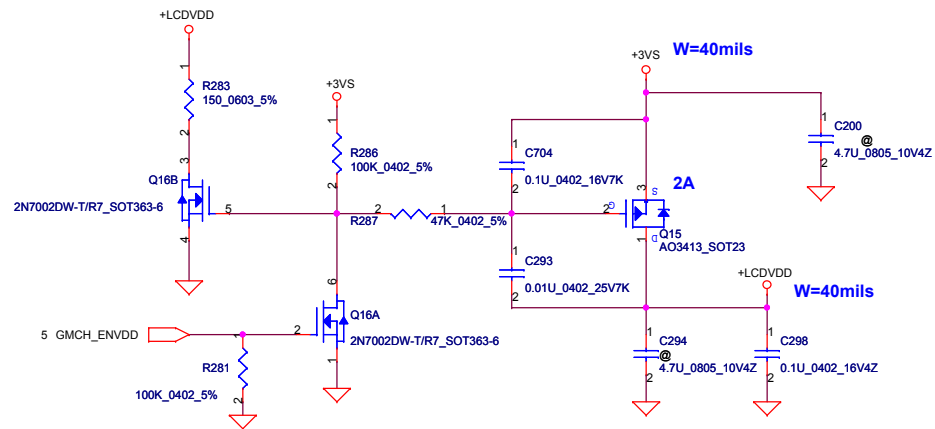 +LCDVDD
1
R283
150_0603_5%
2
3
Q16B
2N7002DW-T/R7_SOT363-6
5
4
+3VS
1
R286
100K_0402_5%
2
2
1
R287
47K_0402_5%
6
Q16A
2
2N7002DW-T/R7_SOT363-6
1
5 GMCH_ENVDD
1
R281
100K_0402_5%
2
W=40mils
+3VS
1
C704
0.1U_0402_16V7K
2
1
C293
0.01U_0402_25V7K
2
2A
3
S
2
G
Q15
AO3413_SOT23
1
D
1
C200
@
4.7U_0805_10V4Z
2
+LCDVDD
W=40mils
1
C294
@
4.7U_0805_10V4Z
2
1
C298
0.1U_0402_16V4Z
2